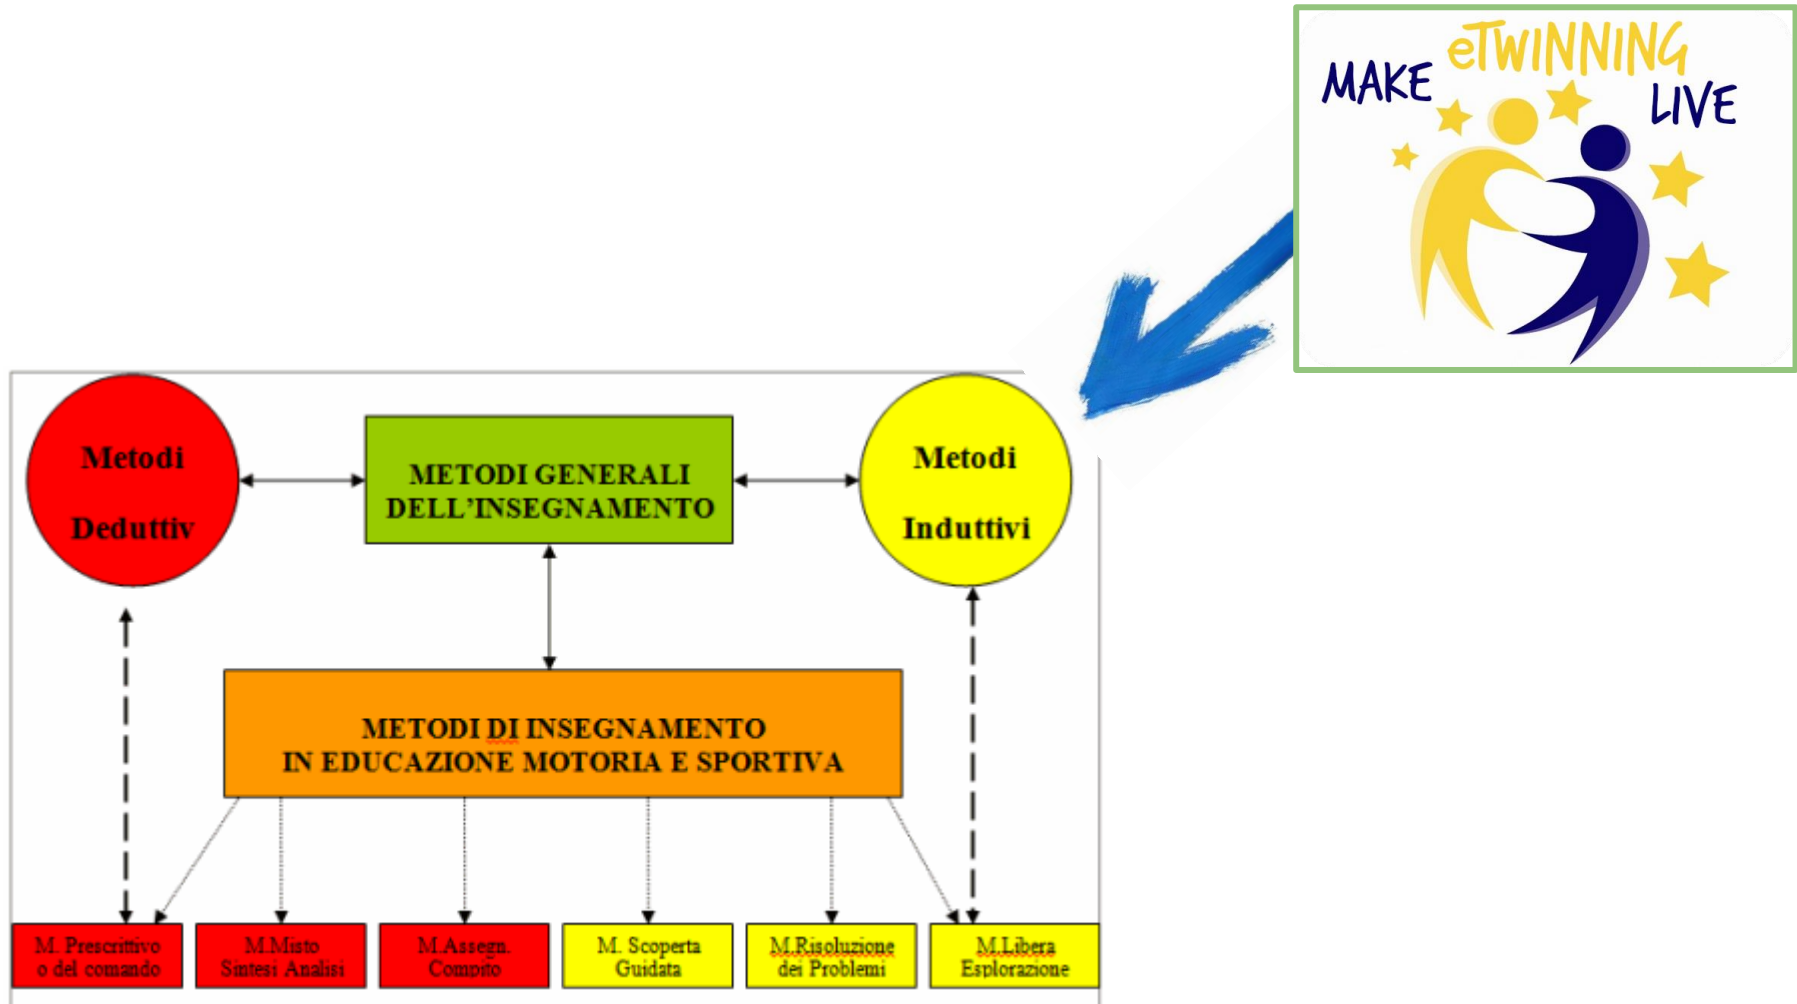 MAKE eTWINNING LIVE
Metodi
Deduttiv
METODI GENERALI
DELL’INSEGNAMENTO
Metodi
Induttivi
METODI DI INSEGNAMENTO
IN EDUCAZIONE MOTORIA E SPORTIVA
M. Prescrittivo
o del comando
M.Misto
Sintesi Analisi
M.Assegn.
Compito
M. Scoperta
Guidata
M.Risoluzione
dei Problemi
M.Libera
Esplorazione